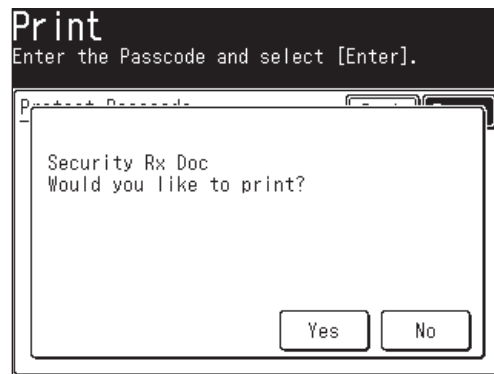 Print
Enter the Passcode and select [Enter].
Security Rx Doc
Would you like to print?
Yes
No